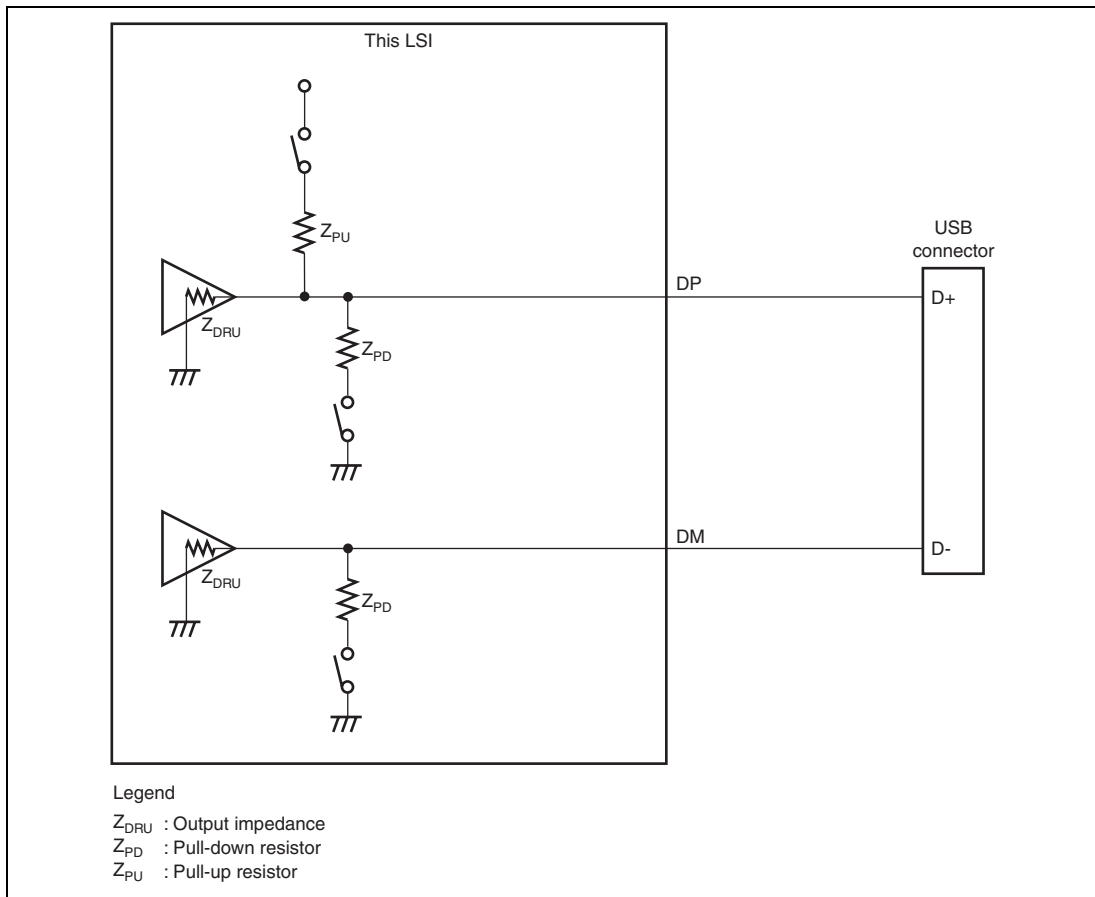 This LSI
Z_PU
Z_DRU
Z_PD
DP
USB
connector
D+
Z_DRU
Z_PD
DM
D-
Legend
Z_DRU : Output impedance
Z_PD : Pull-down resistor
Z_PU : Pull-up resistor